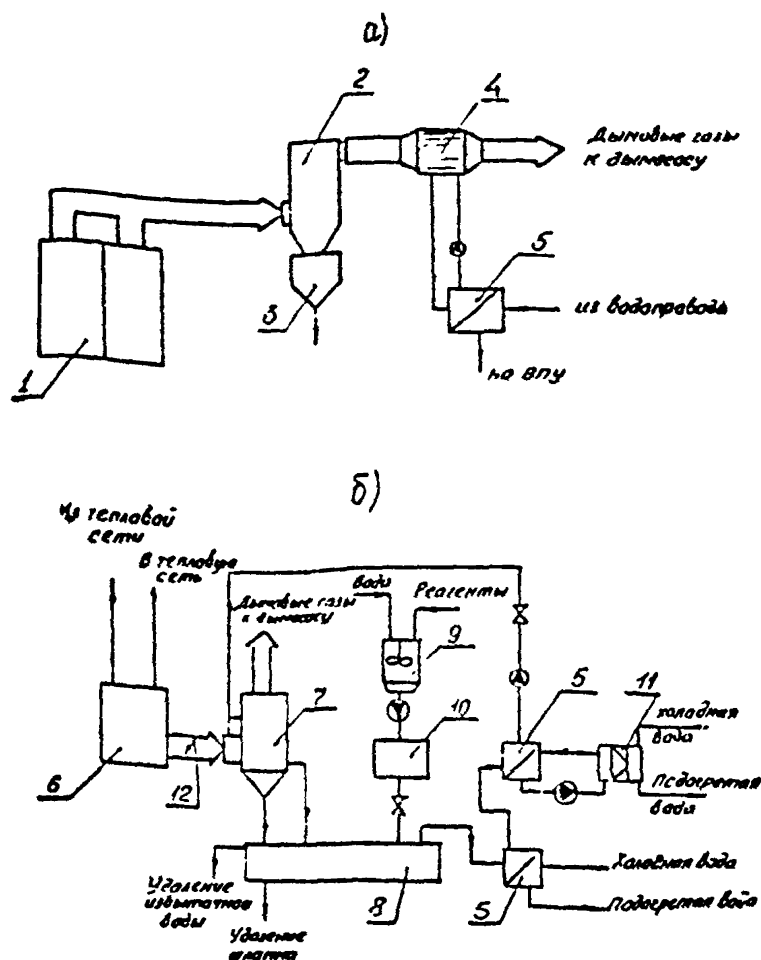 а)
2
4
Дымовые газы
к дымососу
5
из водопровода
3
на ВПУ
1
б)
Из тепловой
сети
В тепловую
сеть
Дымовые газы
к дымососу
Вода
Реагенты
9
7
10
5
11
Холодная
вода
Подогретая
вода
6
12
Холодная вода
Подогретая вода
5
8
Удаление
избыточной
воды
Удаление
шлама